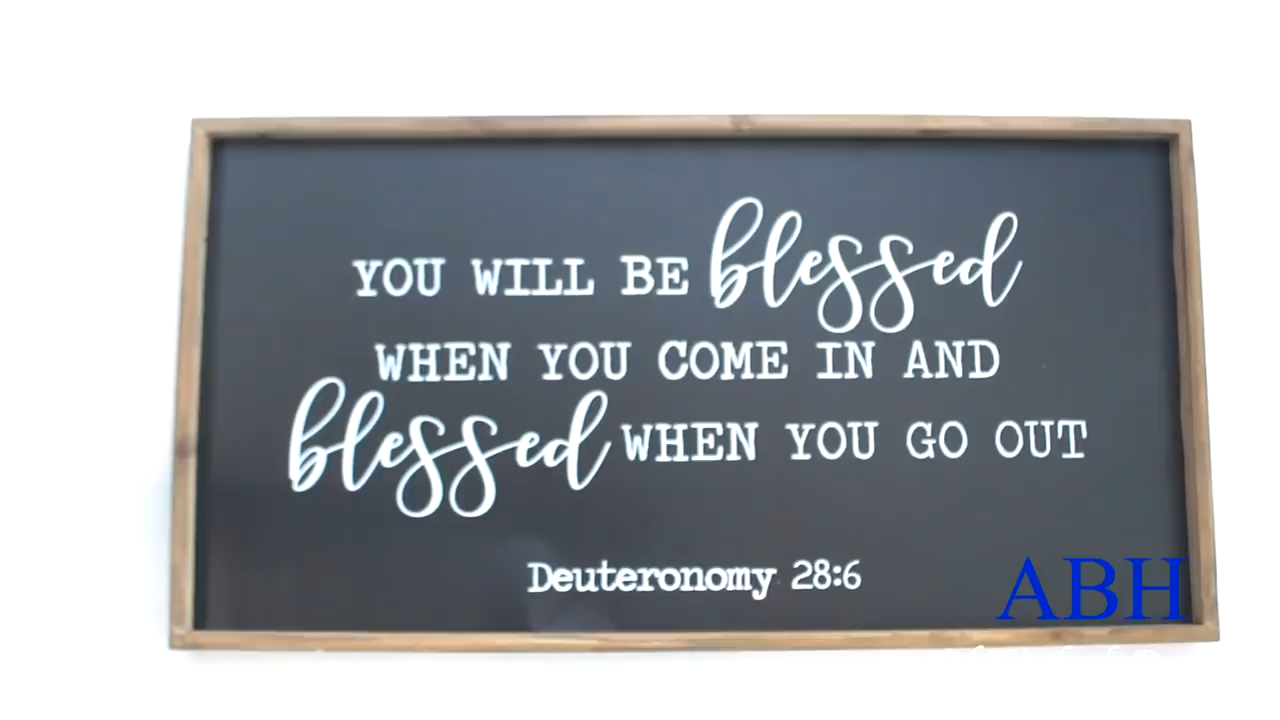 YOU WILL BE blessed
WHEN YOU COME IN AND
blessed WHEN YOU GO OUT
Deuteronomy 28:6
ABH